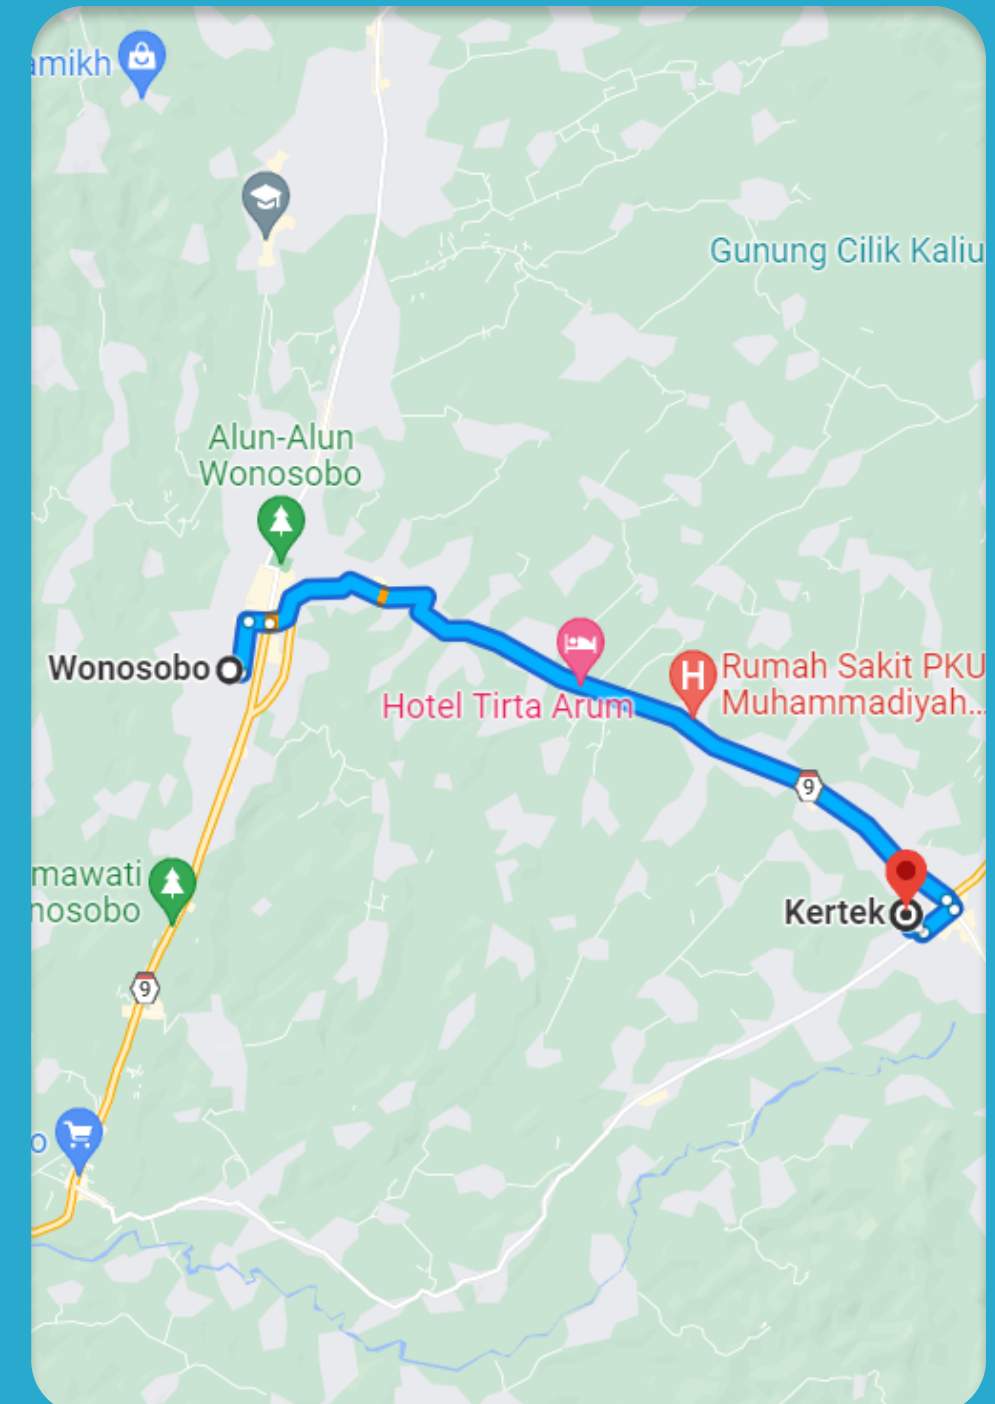 amikh
Gunung Cilik Kaliu
Alun-Alun
Wonosobo
Wonosobo
Hotel Tirta Arum
Rumah Sakit PKU
Muhammadiyah...
9
Kertek
mawati
nosobo
9
o
H